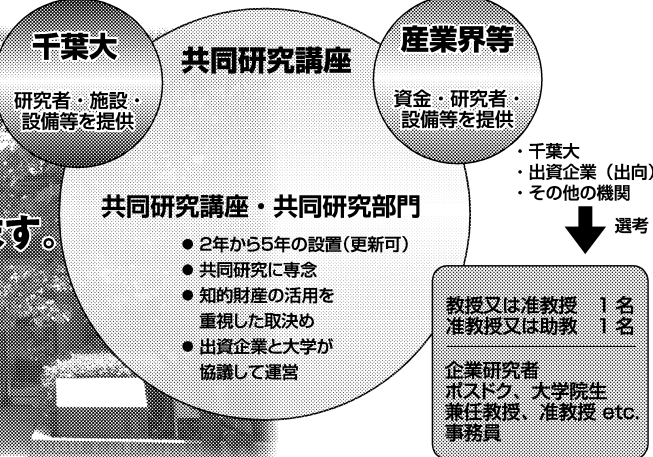 千葉大
研究者・施設・
設備等を提供
共同研究講座
産業界等
資金・研究者・
設備等を提供
・千葉大
・出資企業（出向）
・その他の機関
選考
ます。
共同研究講座・共同研究部門
● 2年から5年の設置（更新可）
● 共同研究に専念
● 知的財産の活用を
重視した取決め
● 出資企業と大学が
協議して運営
教授又は准教授　1名
准教授又は助教　1名
企業研究者
ポスドク、大学院生
兼任教授、准教授 etc.
事務員